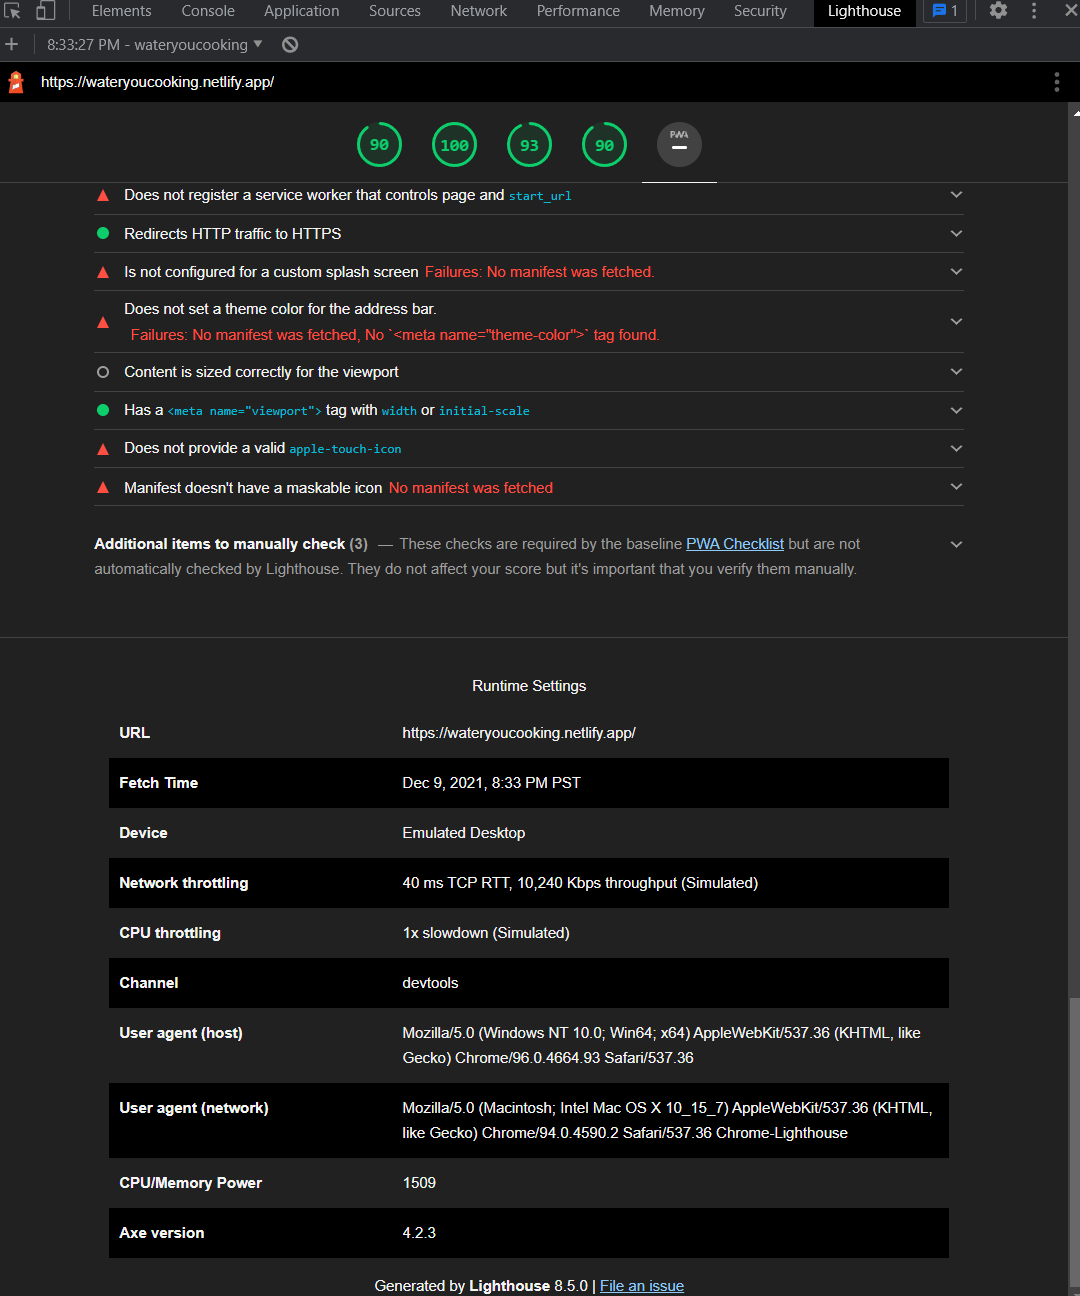 Elements Console Application Sources Network Performance Memory Security Lighthouse 1
8:33:27 PM - wateryoucooking
https://wateryoucooking.netlify.app/
90 100 93 90 PWA
Does not register a service worker that controls page and start_url
Redirects HTTP traffic to HTTPS
Is not configured for a custom splash screen Failures: No manifest was fetched.
Does not set a theme color for the address bar.
Failures: No manifest was fetched, No `<meta name="theme-color">` tag found.
Content is sized correctly for the viewport
Has a <meta name="viewport"> tag with width or initial-scale
Does not provide a valid apple-touch-icon
Manifest doesn't have a maskable icon No manifest was fetched
Additional items to manually check (3) — These checks are required by the baseline PWA Checklist but are not
automatically checked by Lighthouse. They do not affect your score but it's important that you verify them manually.
Runtime Settings
URL https://wateryoucooking.netlify.app/
Fetch Time Dec 9, 2021, 8:33 PM PST
Device Emulated Desktop
Network throttling 40 ms TCP RTT, 10,240 Kbps throughput (Simulated)
CPU throttling 1x slowdown (Simulated)
Channel devtools
User agent (host) Mozilla/5.0 (Windows NT 10.0; Win64; x64) AppleWebKit/537.36 (KHTML, like
Gecko) Chrome/96.0.4664.93 Safari/537.36
User agent (network) Mozilla/5.0 (Macintosh; Intel Mac OS X 10_15_7) AppleWebKit/537.36 (KHTML,
like Gecko) Chrome/94.0.4590.2 Safari/537.36 Chrome-Lighthouse
CPU/Memory Power 1509
Axe version 4.2.3
Generated by Lighthouse 8.5.0 | File an issue